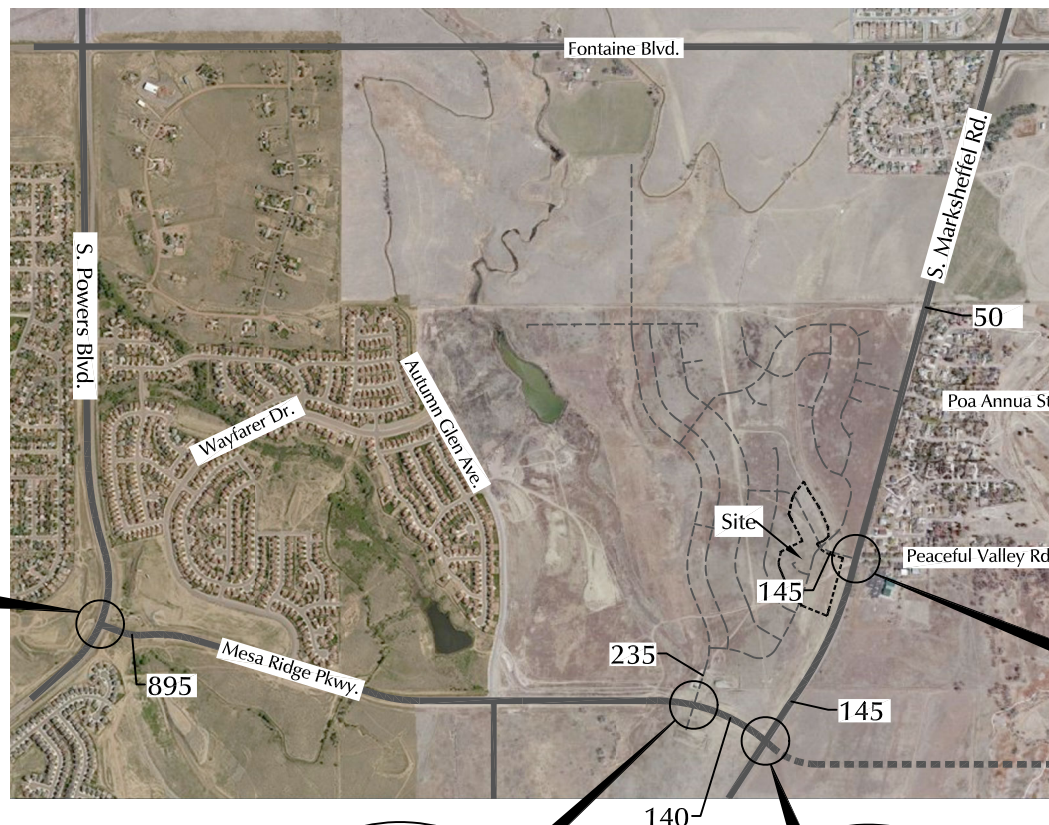 Fontaine Blvd.
S. Marksheffel Rd.
S. Powers Blvd.
50
Autumn Glen Ave.
Poa Annua St
Wayfarer Dr.
Site
Peaceful Valley Rd
145
235
Mesa Ridge Pkwy.
895
145
140